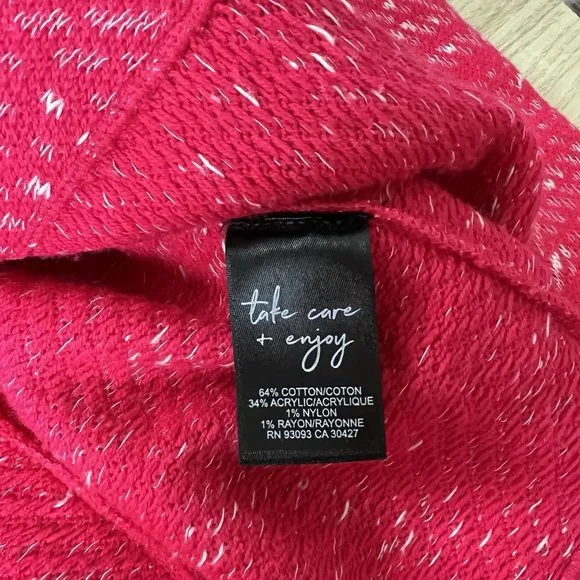 take care
+ enjoy
64% COTTON/COTON
34% ACRYLIC/ACRYLIQUE
1% NYLON
1% RAYON/RAYONNE
RN 93093 CA 30427